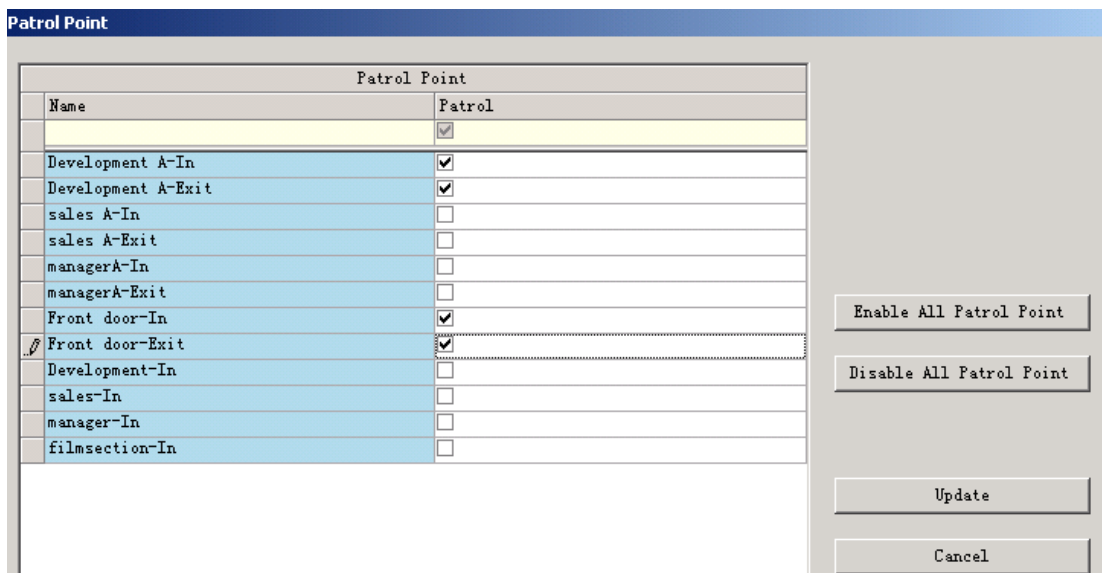 Patrol Point
Patrol Point
Name Patrol
Development A-In
Development A-Exit
sales A-In
sales A-Exit
managerA-In
managerA-Exit
Front door-In
Front door-Exit
Development-In
sales-In
manager-In
filmsection-In
Enable All Patrol Point
Disable All Patrol Point
Update
Cancel